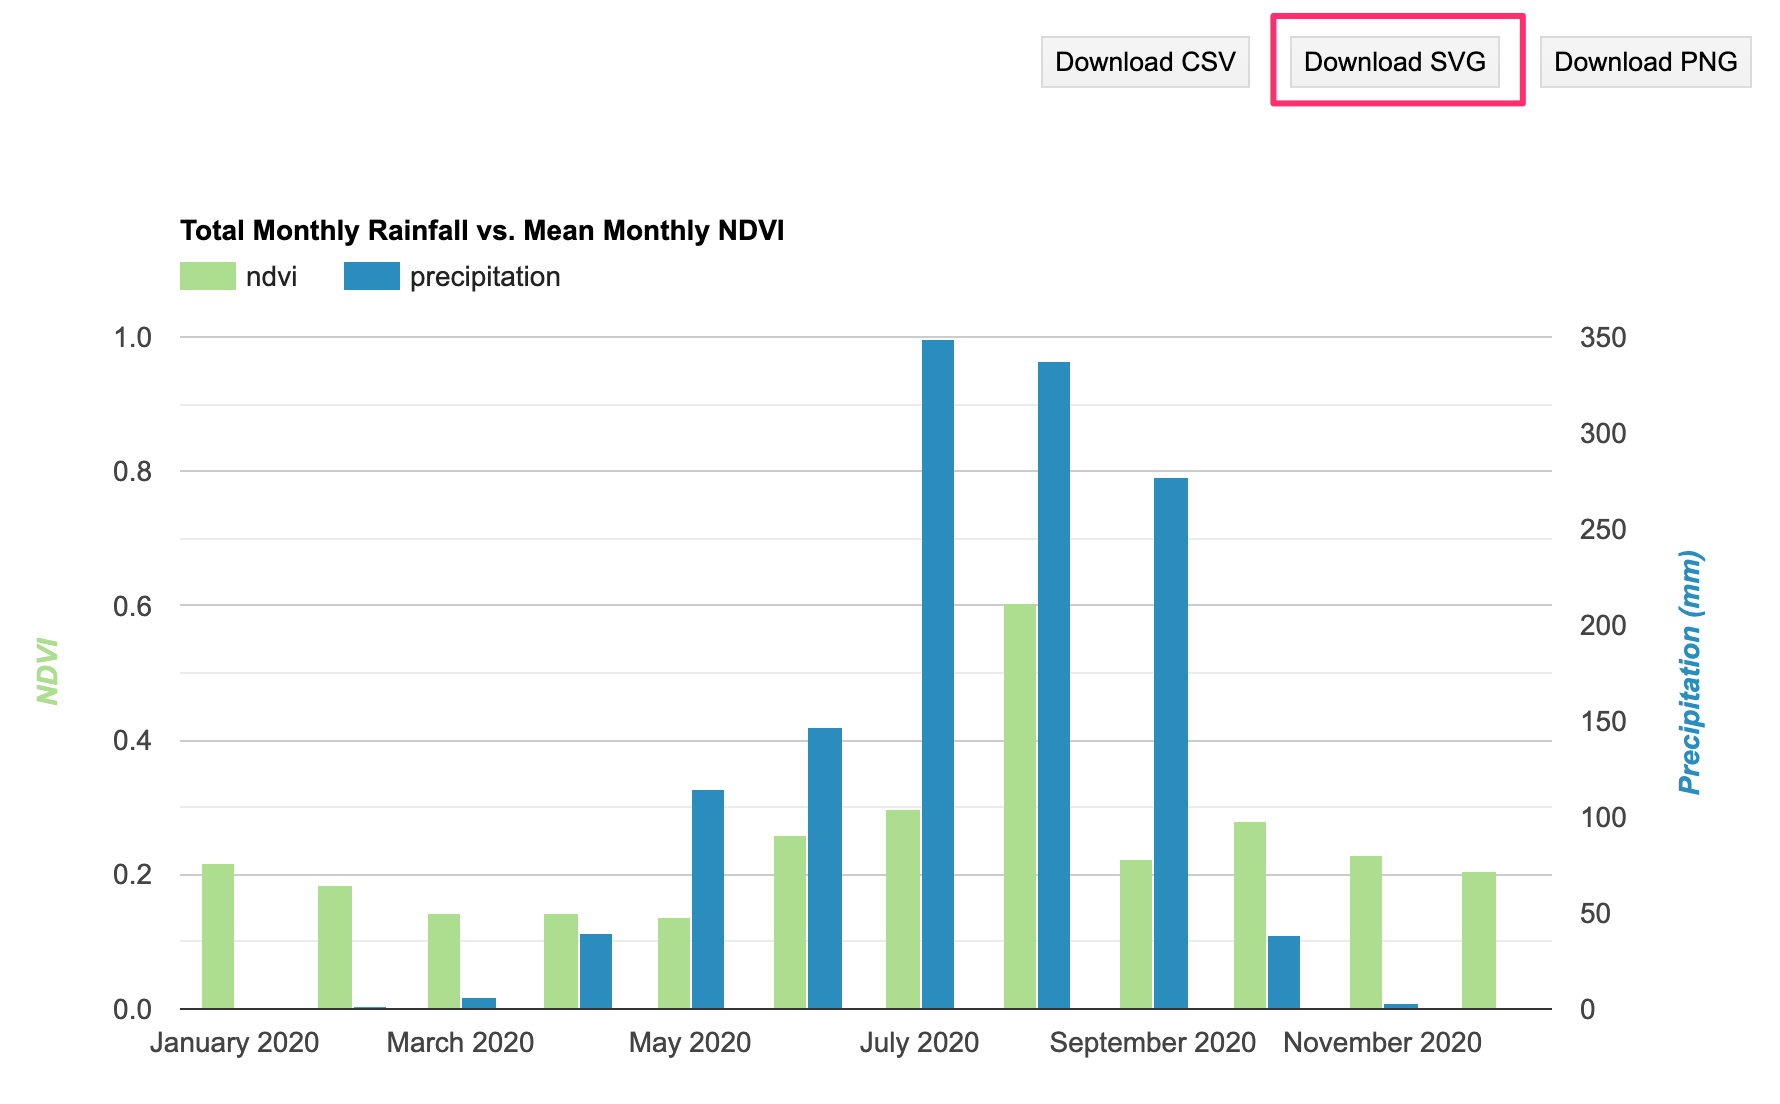 Download CSV Download SVG Download PNG
Total Monthly Rainfall vs. Mean Monthly NDVI
ndvi precipitation
1.0 350
300
0.8
250
0.6
200
NDVI
Precipitation (mm)
150
0.4
100
0.2
50
0.0 0
January 2020 March 2020 May 2020 July 2020 September 2020 November 2020